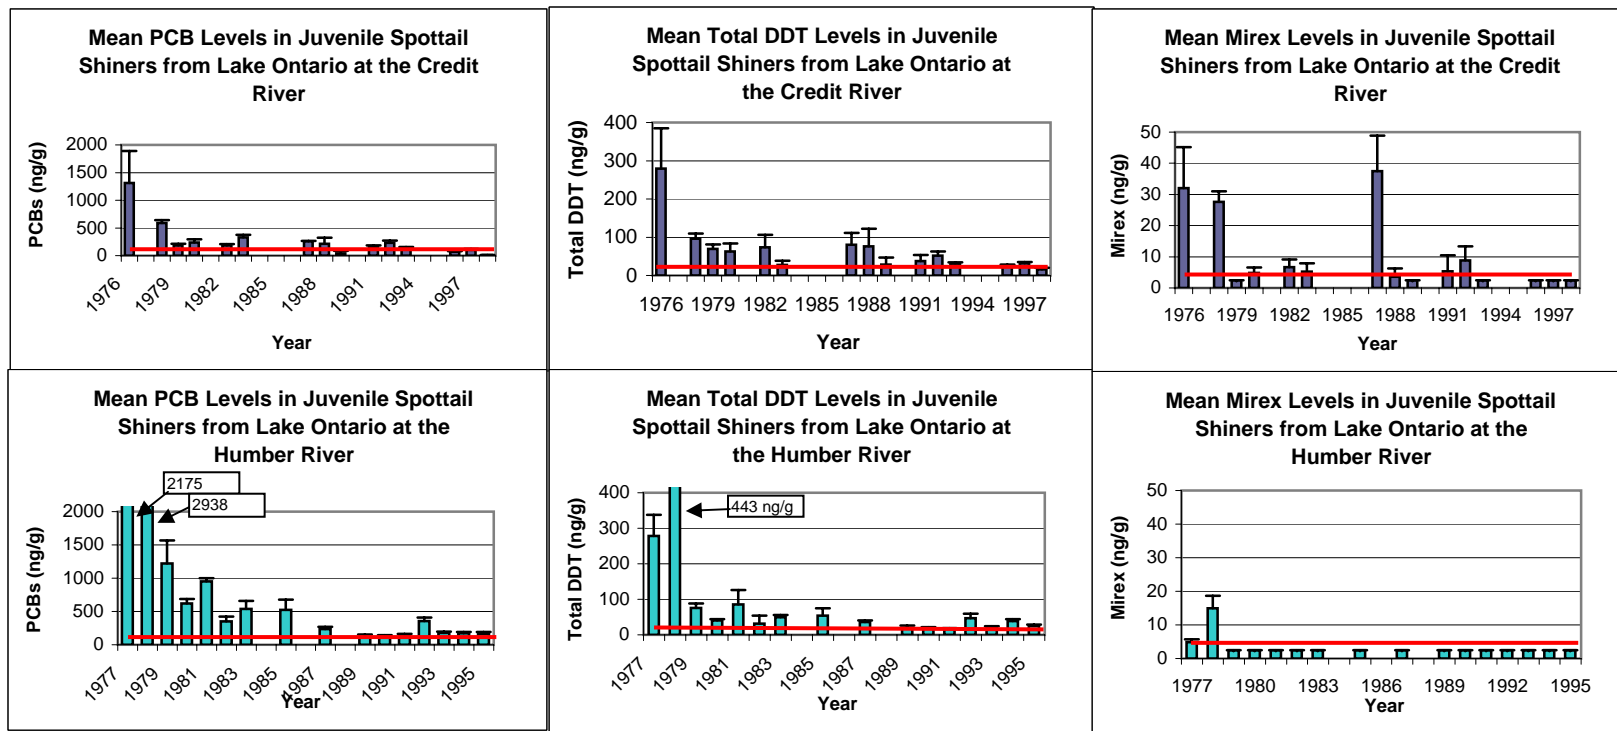 Mean PCB Levels in Juvenile Spottail
Shiners from Lake Ontario at the Credit
River
PCBs (ng/g)
2000
1500
1000
500
0
1976
1979
1982
1985
1988
1991
1994
1997
Year
Mean Total DDT Levels in Juvenile
Spottail Shiners from Lake Ontario at
the Credit River
Total DDT (ng/g)
400
300
200
100
0
1976 1979 1982 1985 1988 1991 1994 1997
Year
Mean Mirex Levels in Juvenile Spottail
Shiners from Lake Ontario at the Credit
River
Mirex (ng/g)
50
40
30
20
10
0
1976 1979 1982 1985 1988 1991 1994 1997
Year
Mean PCB Levels in Juvenile Spottail
Shiners from Lake Ontario at the
Humber River
2175
2938
PCBs (ng/g)
2000
1500
1000
500
0
1977
1979
1981
1983
1985
1987
1989
1991
1993
1995
Year
Mean Total DDT Levels in Juvenile
Spottail Shiners from Lake Ontario at
the Humber River
443 ng/g
Total DDT (ng/g)
400
300
200
100
0
1977
1979
1981
1983
1985
1987
1989
1991
1993
1995
Year
Mean Mirex Levels in Juvenile Spottail
Shiners from Lake Ontario at the
Humber River
Mirex (ng/g)
50
40
30
20
10
0
1977 1980 1983 1986 1989 1992 1995
Year